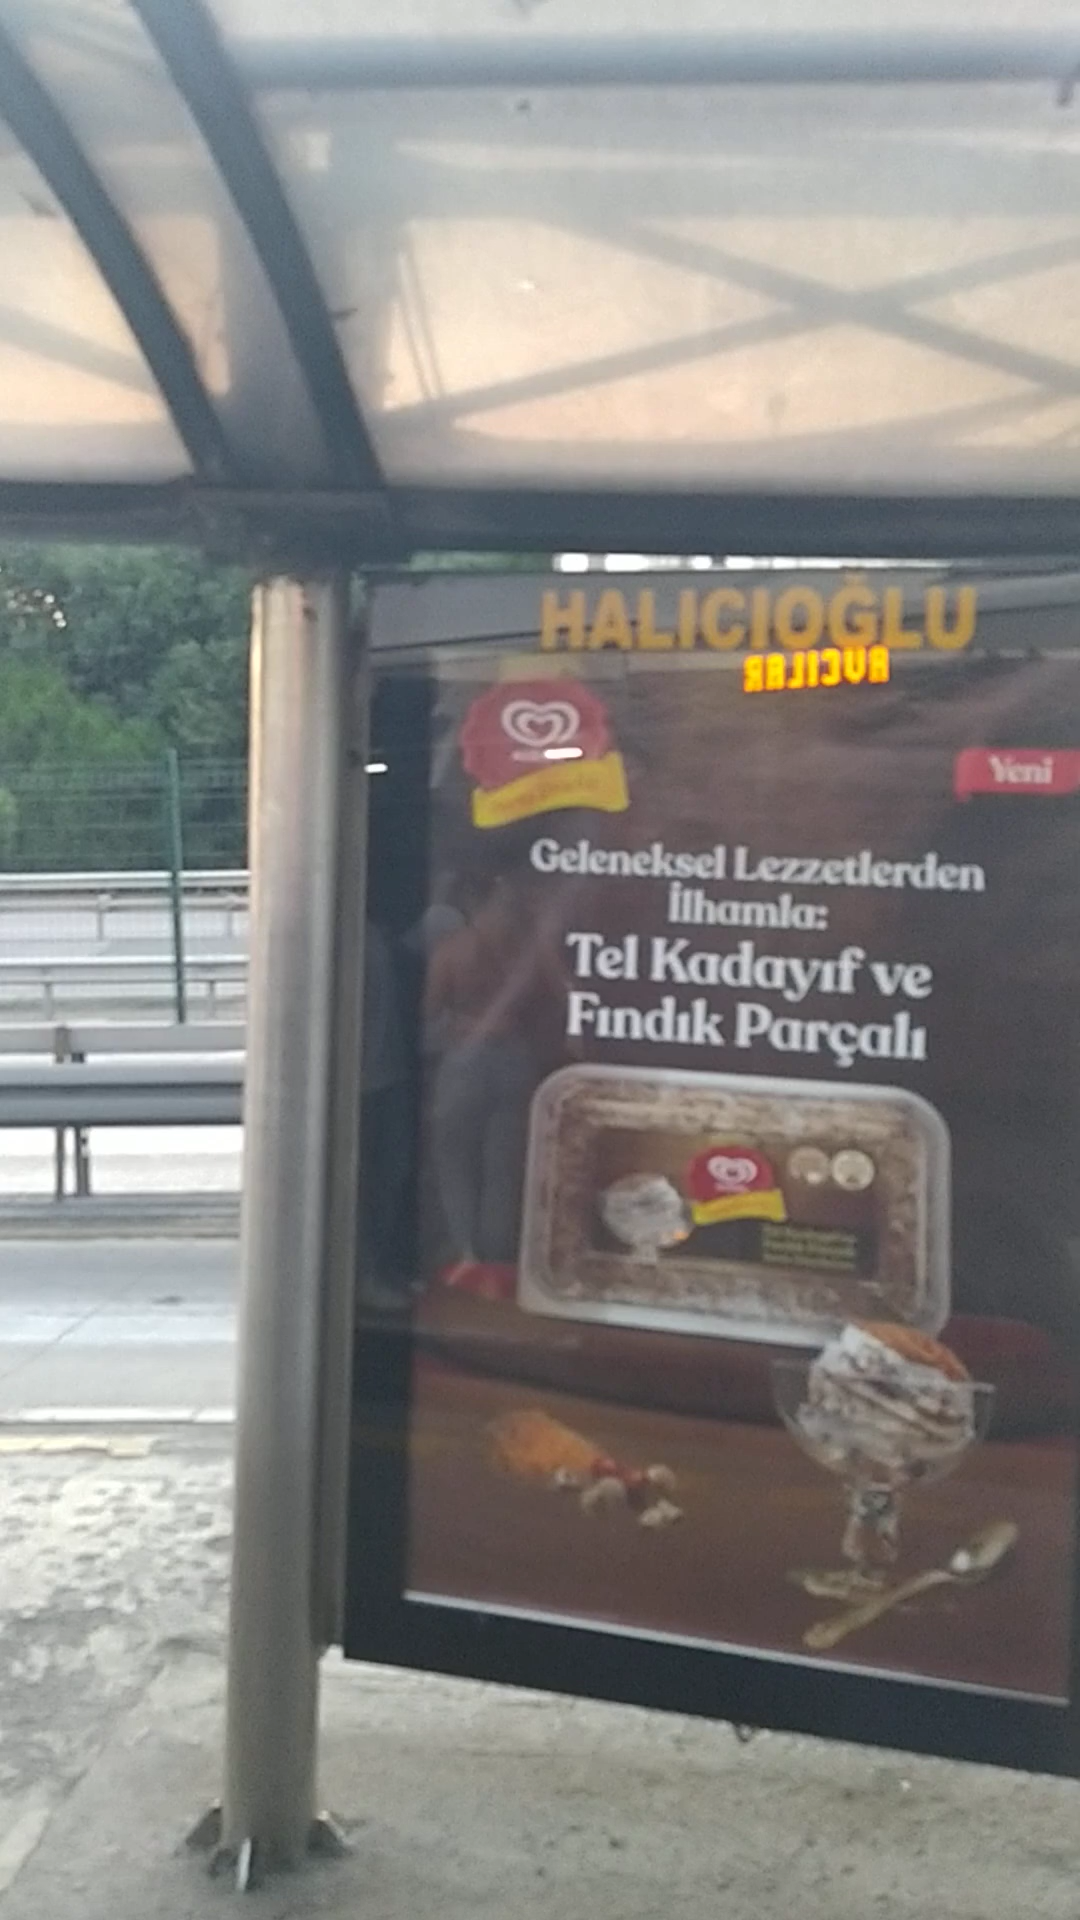 HALICIOĞLU
AVCILAR
Yeni
Geleneksel Lezzetlerden
İlhamla:
Tel Kadayıf ve
Fındık Parçalı